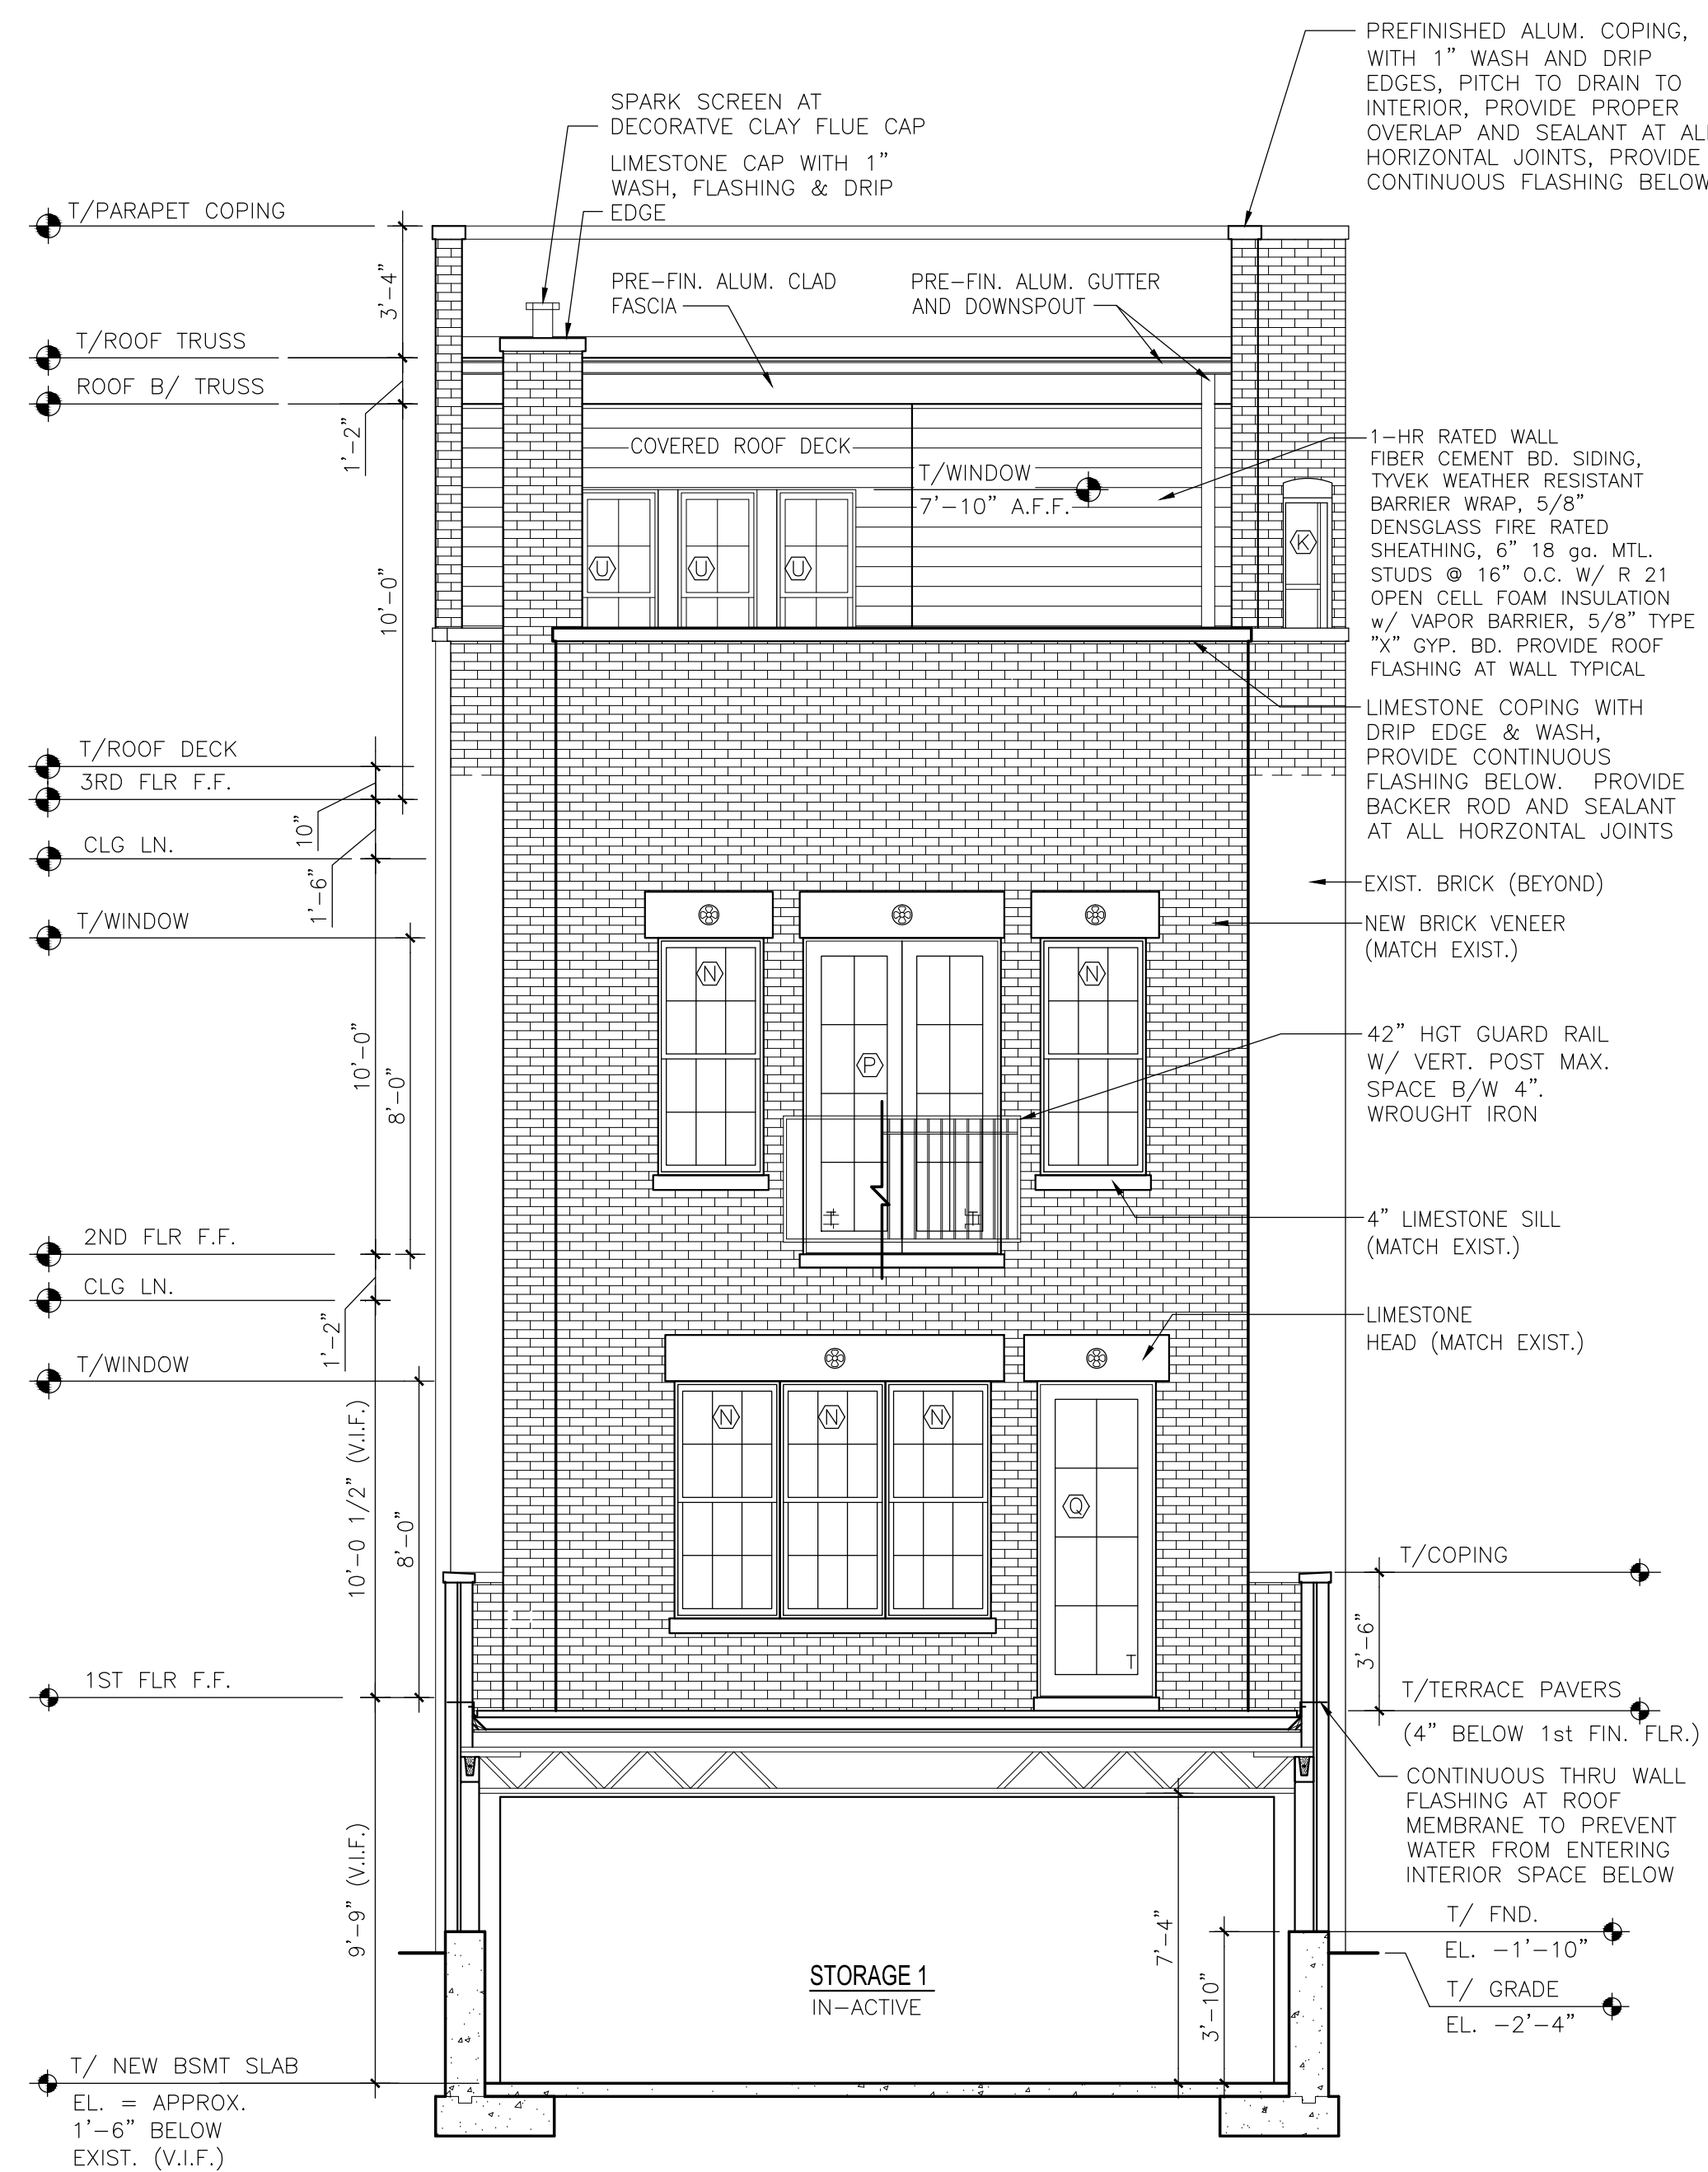 PREFINISHED ALUM. COPING,
WITH 1" WASH AND DRIP
EDGES, PITCH TO DRAIN TO
INTERIOR, PROVIDE PROPER
OVERLAP AND SEALANT AT AL
HORIZONTAL JOINTS, PROVIDE
CONTINUOUS FLASHING BELOW
SPARK SCREEN AT
DECORATVE CLAY FLUE CAP
LIMESTONE CAP WITH 1"
WASH, FLASHING & DRIP
EDGE
T/PARAPET COPING
3'-4"
PRE-FIN. ALUM. CLAD
FASCIA
PRE-FIN. ALUM. GUTTER
AND DOWNSPOUT
T/ROOF TRUSS
ROOF B/ TRUSS
1'-2"
COVERED ROOF DECK
T/WINDOW
7'-10" A.F.F.
1-HR RATED WALL
FIBER CEMENT BD. SIDING,
TYVEK WEATHER RESISTANT
BARRIER WRAP, 5/8"
DENSGLASS FIRE RATED
SHEATHING, 6" 18 ga. MTL.
STUDS @ 16" O.C. W/ R 21
OPEN CELL FOAM INSULATION
w/ VAPOR BARRIER, 5/8" TYPE
"X" GYP. BD. PROVIDE ROOF
FLASHING AT WALL TYPICAL
U
U
U
K
10'-0"
LIMESTONE COPING WITH
DRIP EDGE & WASH,
PROVIDE CONTINUOUS
FLASHING BELOW. PROVIDE
BACKER ROD AND SEALANT
AT ALL HORZONTAL JOINTS
T/ROOF DECK
3RD FLR F.F.
10"
CLG LN.
1'-6"
EXIST. BRICK (BEYOND)
T/WINDOW
NEW BRICK VENEER
(MATCH EXIST.)
N
N
P
10'-0"
8'-0"
42" HGT GUARD RAIL
W/ VERT. POST MAX.
SPACE B/W 4".
WROUGHT IRON
4" LIMESTONE SILL
(MATCH EXIST.)
2ND FLR F.F.
CLG LN.
1'-2"
LIMESTONE
HEAD (MATCH EXIST.)
T/WINDOW
N
N
N
Q
10'-0 1/2" (V.I.F.)
8'-0"
T/COPING
3'-6"
T
1ST FLR F.F.
T/TERRACE PAVERS
(4" BELOW 1st FIN. FLR.)
CONTINUOUS THRU WALL
FLASHING AT ROOF
MEMBRANE TO PREVENT
WATER FROM ENTERING
INTERIOR SPACE BELOW
9'-9" (V.I.F.)
7'-4"
3'-10"
T/ FND.
EL. -1'-10"
T/ GRADE
EL. -2'-4"
STORAGE 1
IN-ACTIVE
T/ NEW BSMT SLAB
EL. = APPROX.
1'-6" BELOW
EXIST. (V.I.F.)